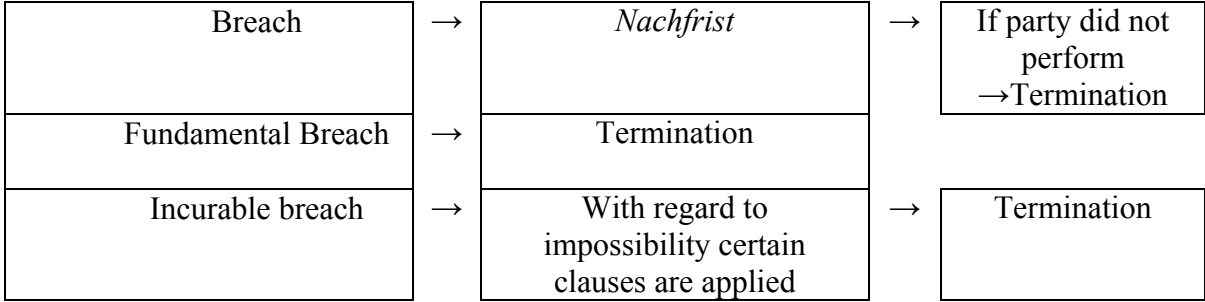 Breach → Nachfrist → If party did not
perform
→Termination
Fundamental Breach → Termination
Incurable breach → With regard to → Termination
impossibility certain
clauses are applied